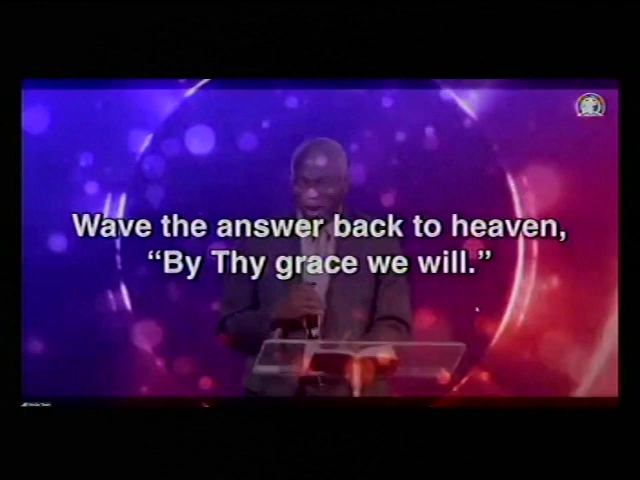 Wave the answer back to heaven,
“By Thy grace we will.”